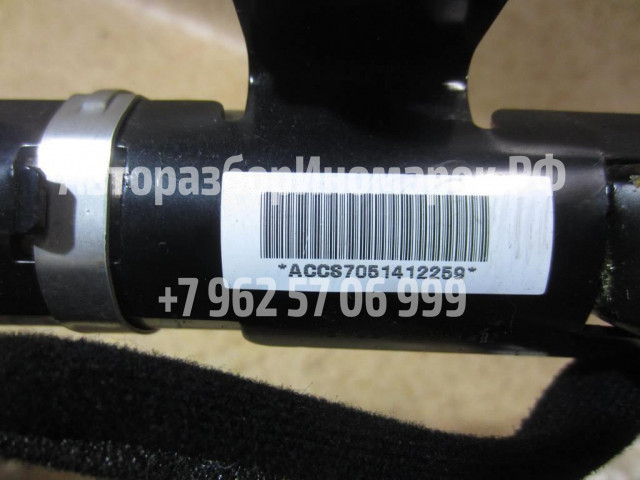 АвторазборИномарок.РФ
*ACCS7051412259*
+7 962 57 06 999